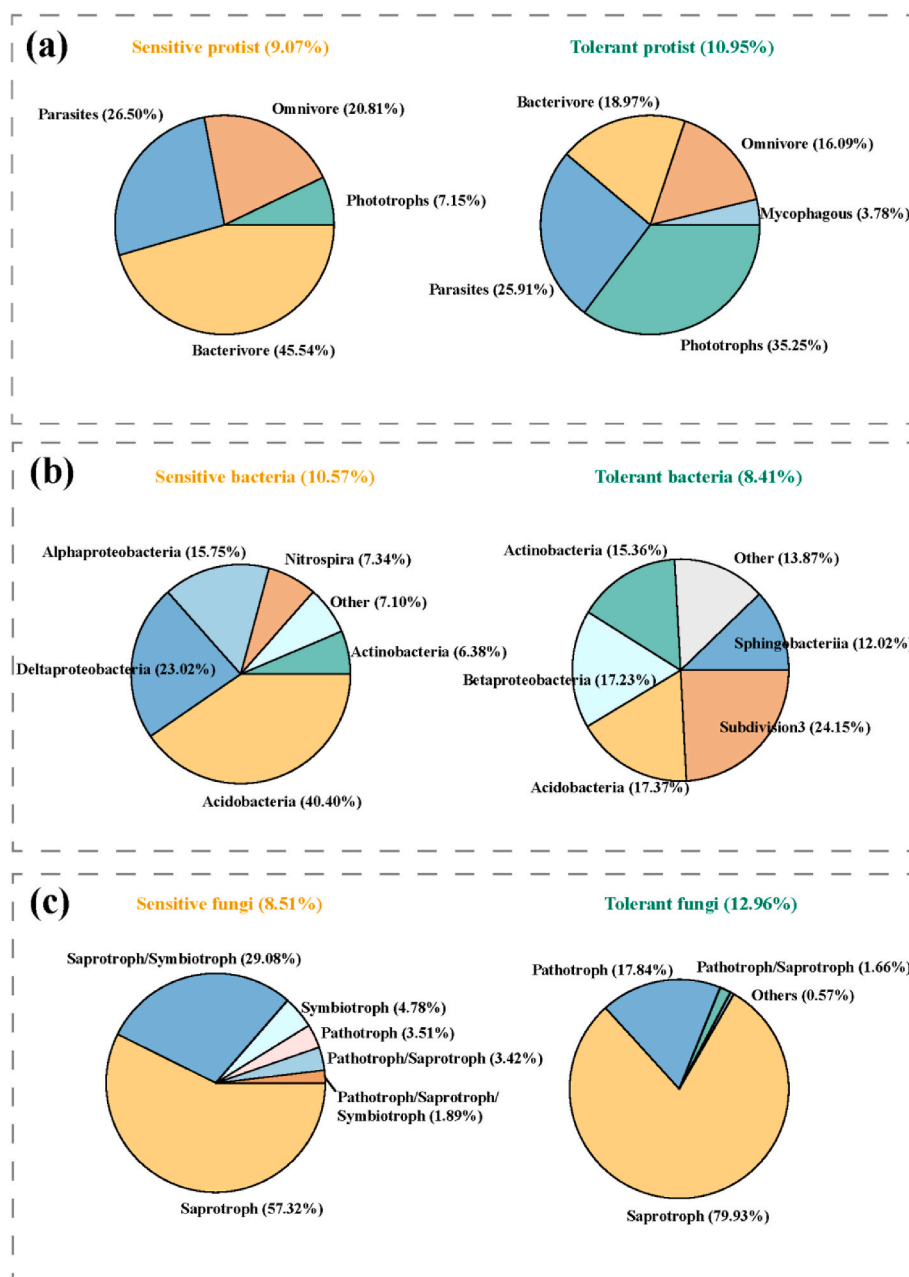 (a)
Sensitive protist (9.07%)
Tolerant protist (10.95%)
Parasites (26.50%)
Omnivore (20.81%)
Phototrophs (7.15%)
Bacterivore (45.54%)
Bacterivore (18.97%)
Omnivore (16.09%)
Mycophagous (3.78%)
Parasites (25.91%)
Phototrophs (35.25%)
(b)
Sensitive bacteria (10.57%)
Tolerant bacteria (8.41%)
Alphaproteobacteria (15.75%)
Nitrospira (7.34%)
Other (7.10%)
Actinobacteria (6.38%)
Deltaproteobacteria (23.02%)
Acidobacteria (40.40%)
Actinobacteria (15.36%)
Other (13.87%)
Sphingobacteriia (12.02%)
Betaproteobacteria (17.23%)
Subdivision3 (24.15%)
Acidobacteria (17.37%)
(c)
Sensitive fungi (8.51%)
Tolerant fungi (12.96%)
Saprotroph/Symbiotroph (29.08%)
Symbiotroph (4.78%)
Pathotroph (3.51%)
Pathotroph/Saprotroph (3.42%)
Pathotroph/Saprotroph/
Symbiotroph (1.89%)
Saprotroph (57.32%)
Pathotroph (17.84%)
Pathotroph/Saprotroph (1.66%)
Others (0.57%)
Saprotroph (79.93%)